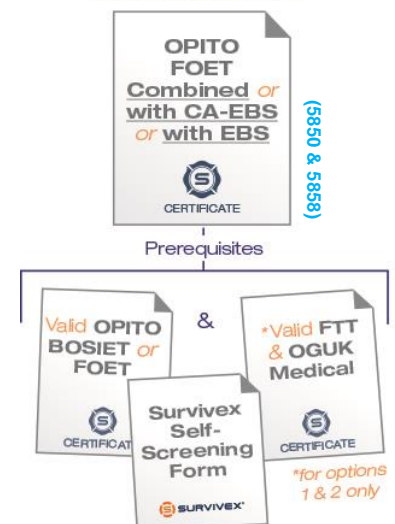 OPITO
FOET
Combined or
with CA-EBS
or with EBS
S
CERTIFICATE
(5850 & 5858)
Prerequisites
Valid OPITO
BOSIET or
FOET
S
CERTIFICAT
&
*Valid FTT
& OGUK
Medical
S
CERTIFICATE
Survivex
Self-
Screening
Form
S SURVIVEX
*for options
1 & 2 only